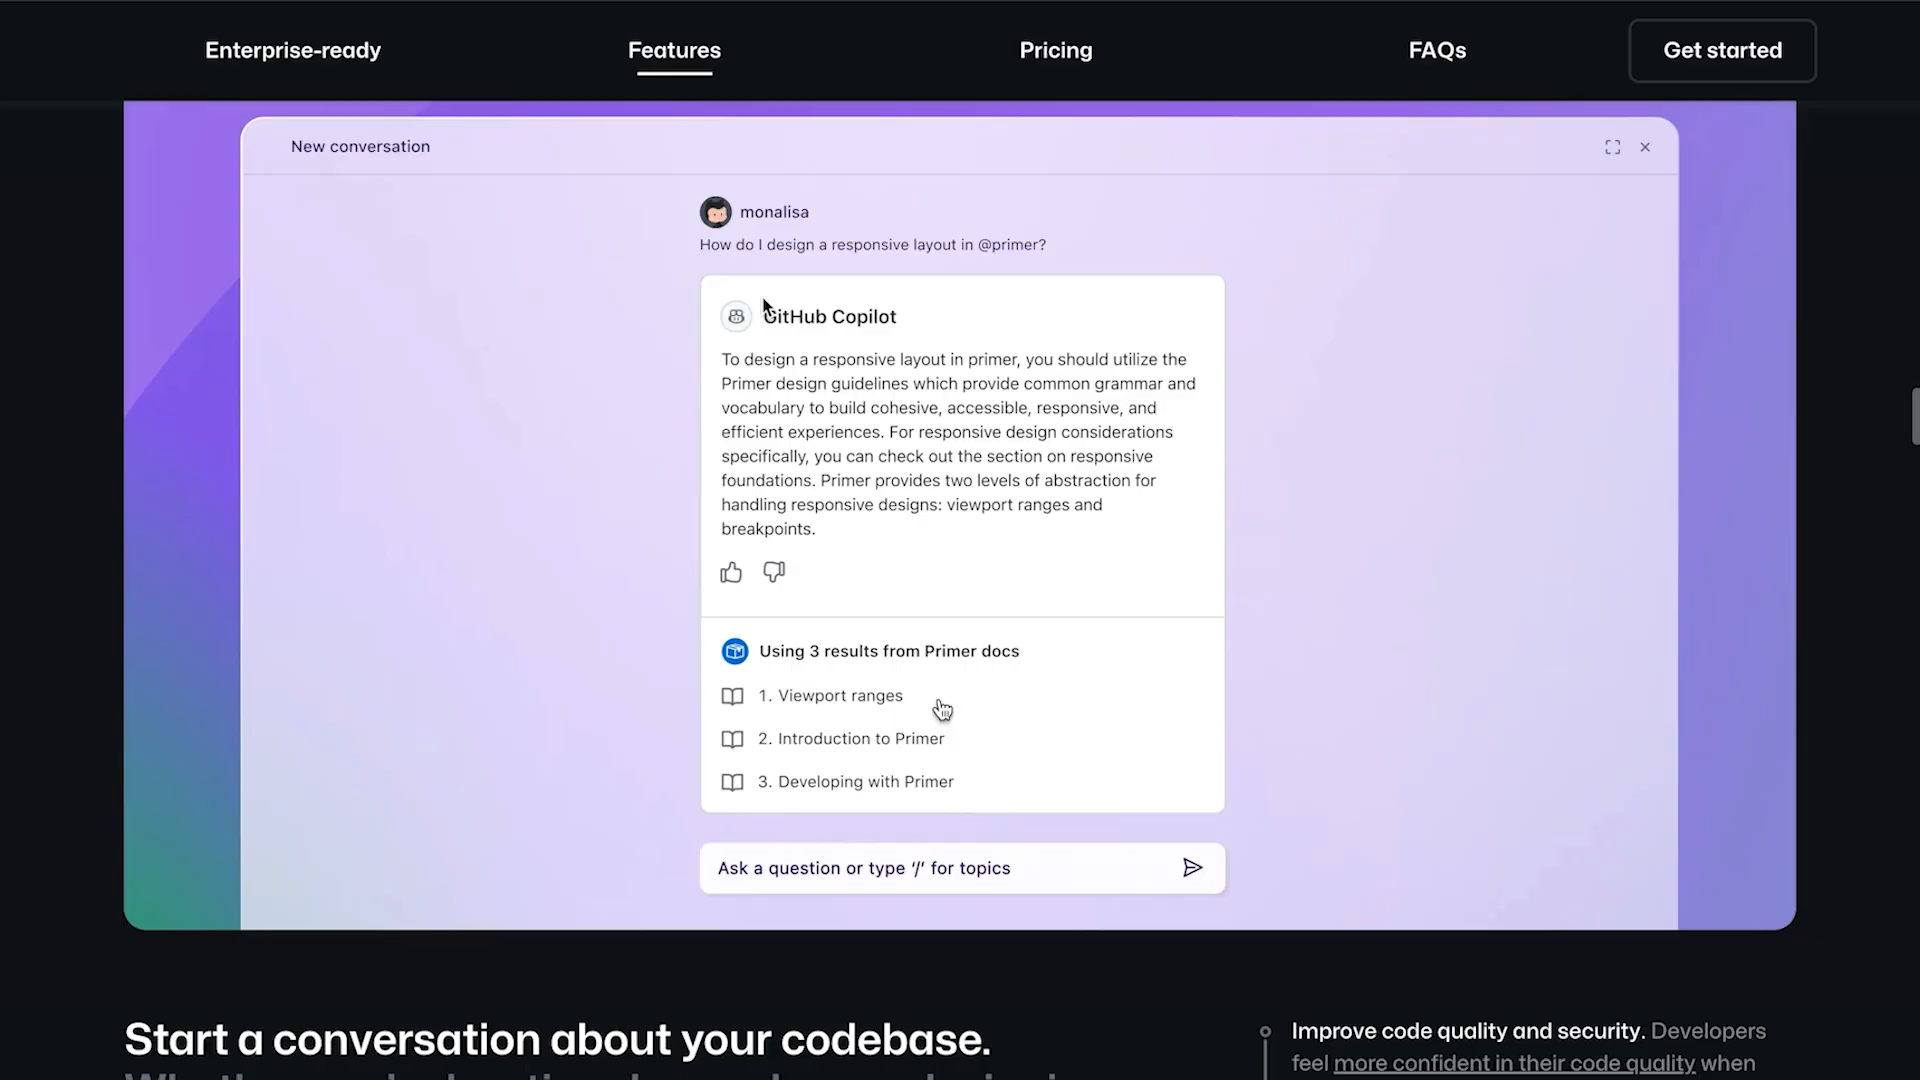 Enterprise-ready
Features
Pricing
FAQs
Get started
New conversation
monalisa
How do I design a responsive layout in @primer?
GitHub Copilot
To design a responsive layout in primer, you should utilize the
Primer design guidelines which provide common grammar and
vocabulary to build cohesive, accessible, responsive, and
efficient experiences. For responsive design considerations
specifically, you can check out the section on responsive
foundations. Primer provides two levels of abstraction for
handling responsive designs: viewport ranges and
breakpoints.
Using 3 results from Primer docs
1. Viewport ranges
2. Introduction to Primer
3. Developing with Primer
Ask a question or type '/' for topics
Start a conversation about your codebase.
Improve code quality and security. Developers
feel more confident in their code quality when